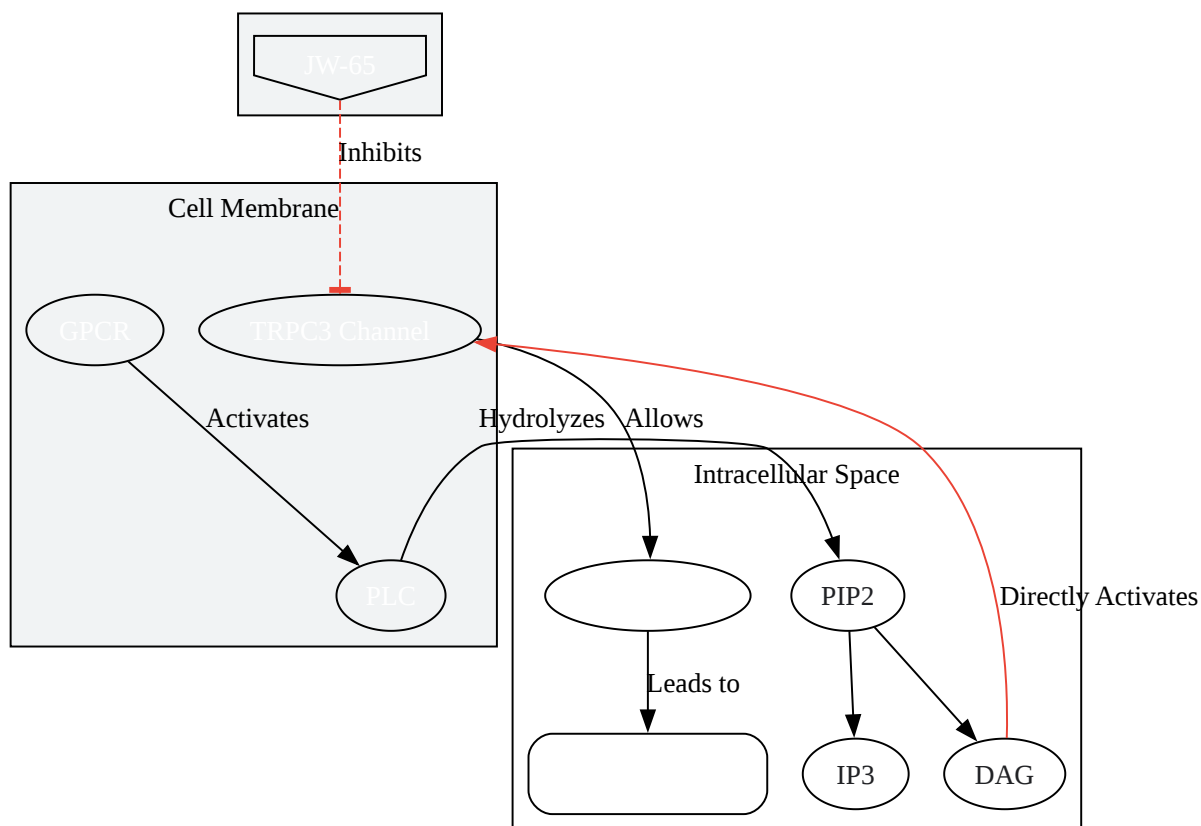 JW-65
Inhibits
Cell Membrane
GPCR
TRPC3 Channel
Activates
Hydrolyzes
Allows
Intracellular Space
PLC
PIP2
Directly Activates
Leads to
IP3
DAG